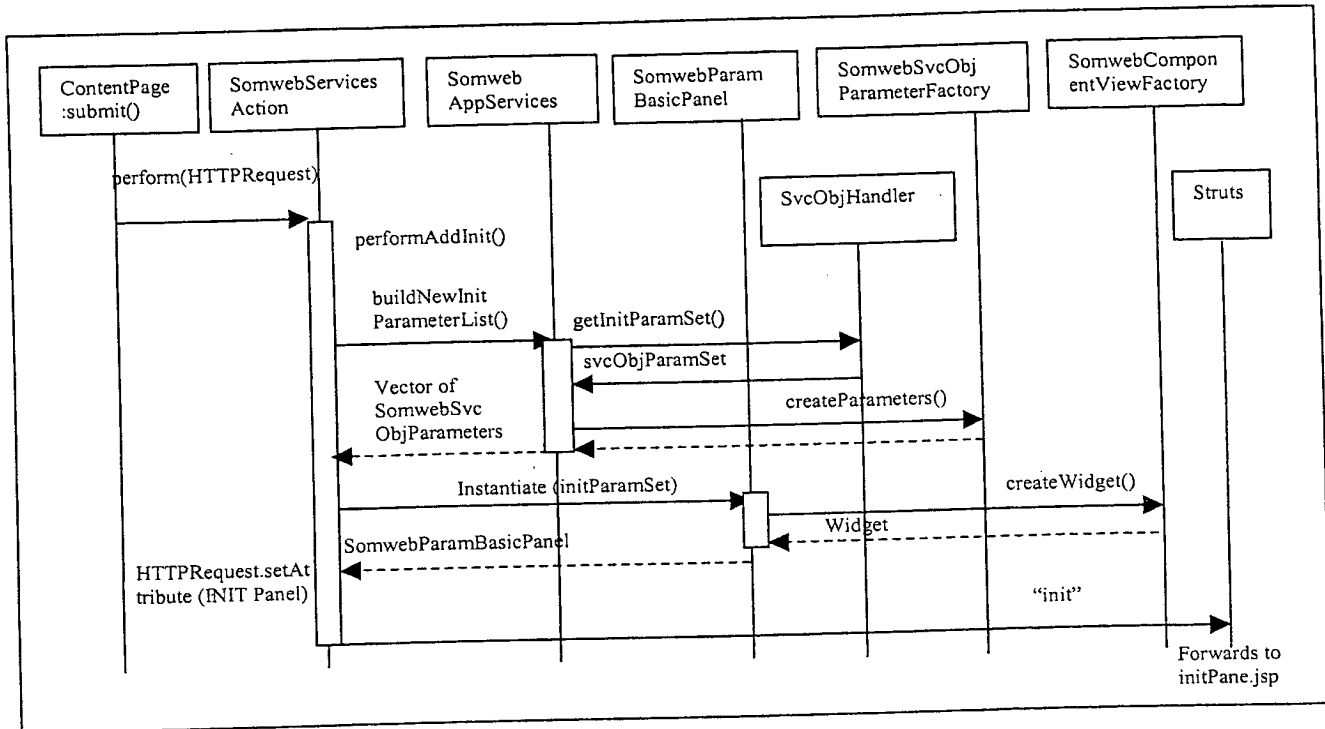 ContentPage
:submit()
SomwebServices
Action
Somweb
AppServices
SomwebParam
BasicPanel
SomwebSvcObj
ParameterFactory
SomwebCompon
entViewFactory
perform(HTTPRequest)
SvcObjHandler
Struts
performAddInit()
buildNewInit
ParameterList()
getInitParamSet()
svcObjParamSet
Vector of
SomwebSvc
ObjParameters
createParameters()
Instantiate (initParamSet)
createWidget()
Widget
SomwebParamBasicPanel
HTTPRequest.setAt
tribute (INIT Panel)
“init”
Forwards to
initPane.jsp